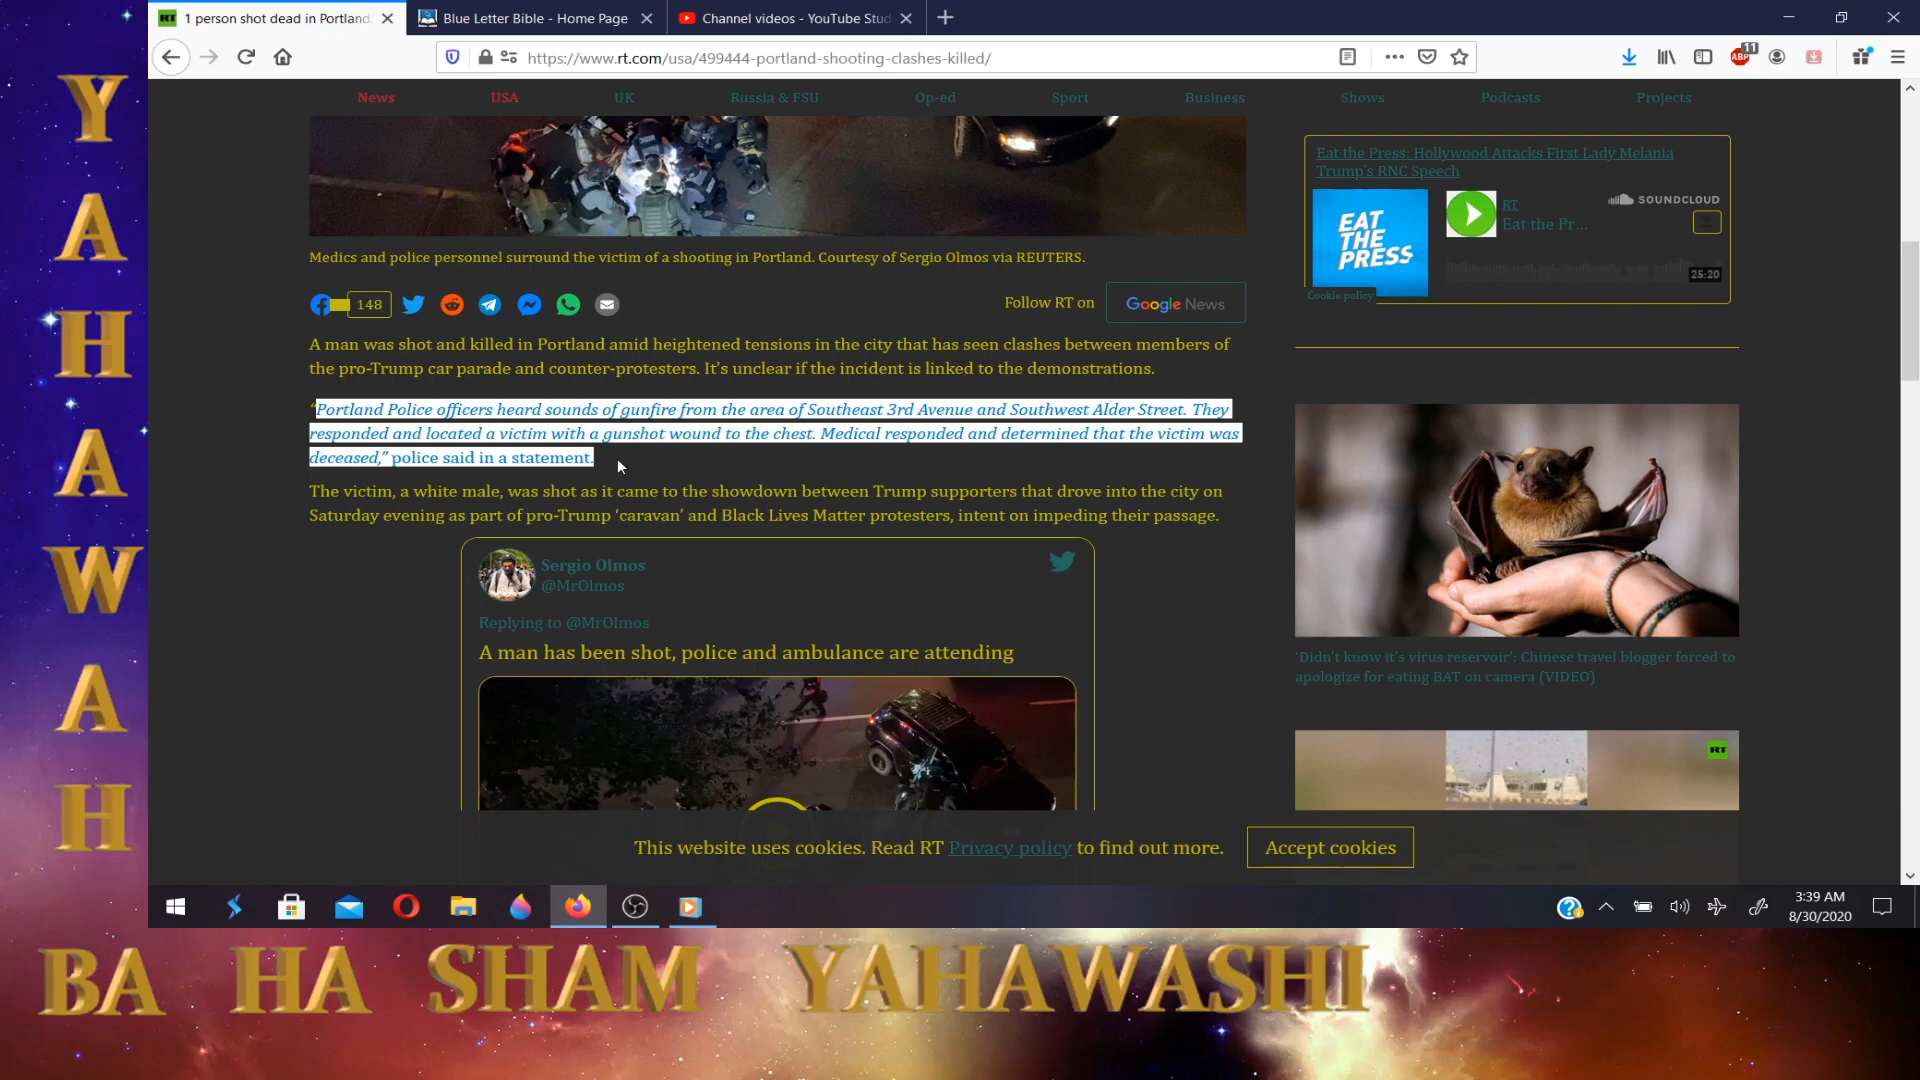 1 person shot dead in Portland,
Blue Letter Bible - Home Page
Channel videos - YouTube Stud
https://www.rt.com/usa/499444-portland-shooting-clashes-killed/
ABP
11
News
USA
UK
Russia & FSU
Op-ed
Sport
Business
Shows
Podcasts
Projects
Medics and police personnel surround the victim of a shooting in Portland. Courtesy of Sergio Olmos via REUTERS.
148
Follow RT on
Google News
A man was shot and killed in Portland amid heightened tensions in the city that has seen clashes between members of
the pro-Trump car parade and counter-protesters. It's unclear if the incident is linked to the demonstrations.
“Portland Police officers heard sounds of gunfire from the area of Southeast 3rd Avenue and Southwest Alder Street. They
responded and located a victim with a gunshot wound to the chest. Medical responded and determined that the victim was
deceased,” police said in a statement.
The victim, a white male, was shot as it came to the showdown between Trump supporters that drove into the city on
Saturday evening as part of pro-Trump ‘caravan’ and Black Lives Matter protesters, intent on impeding their passage.
Sergio Olmos
@MrOlmos
Replying to @MrOlmos
A man has been shot, police and ambulance are attending
Eat the Press: Hollywood Attacks First Lady Melania
Trump's RNC Speech
EAT
THE
PRESS
RT
Eat the Pr...
SOUNDCLOUD
25:20
Cookie policy
‘Didn't know it's virus reservoir’: Chinese travel blogger forced to
apologize for eating BAT on camera (VIDEO)
RT
This website uses cookies. Read RT Privacy policy to find out more.
Accept cookies
3:39 AM
8/30/2020
YAHAWAH
BA HA SHAM YAHAWASHI